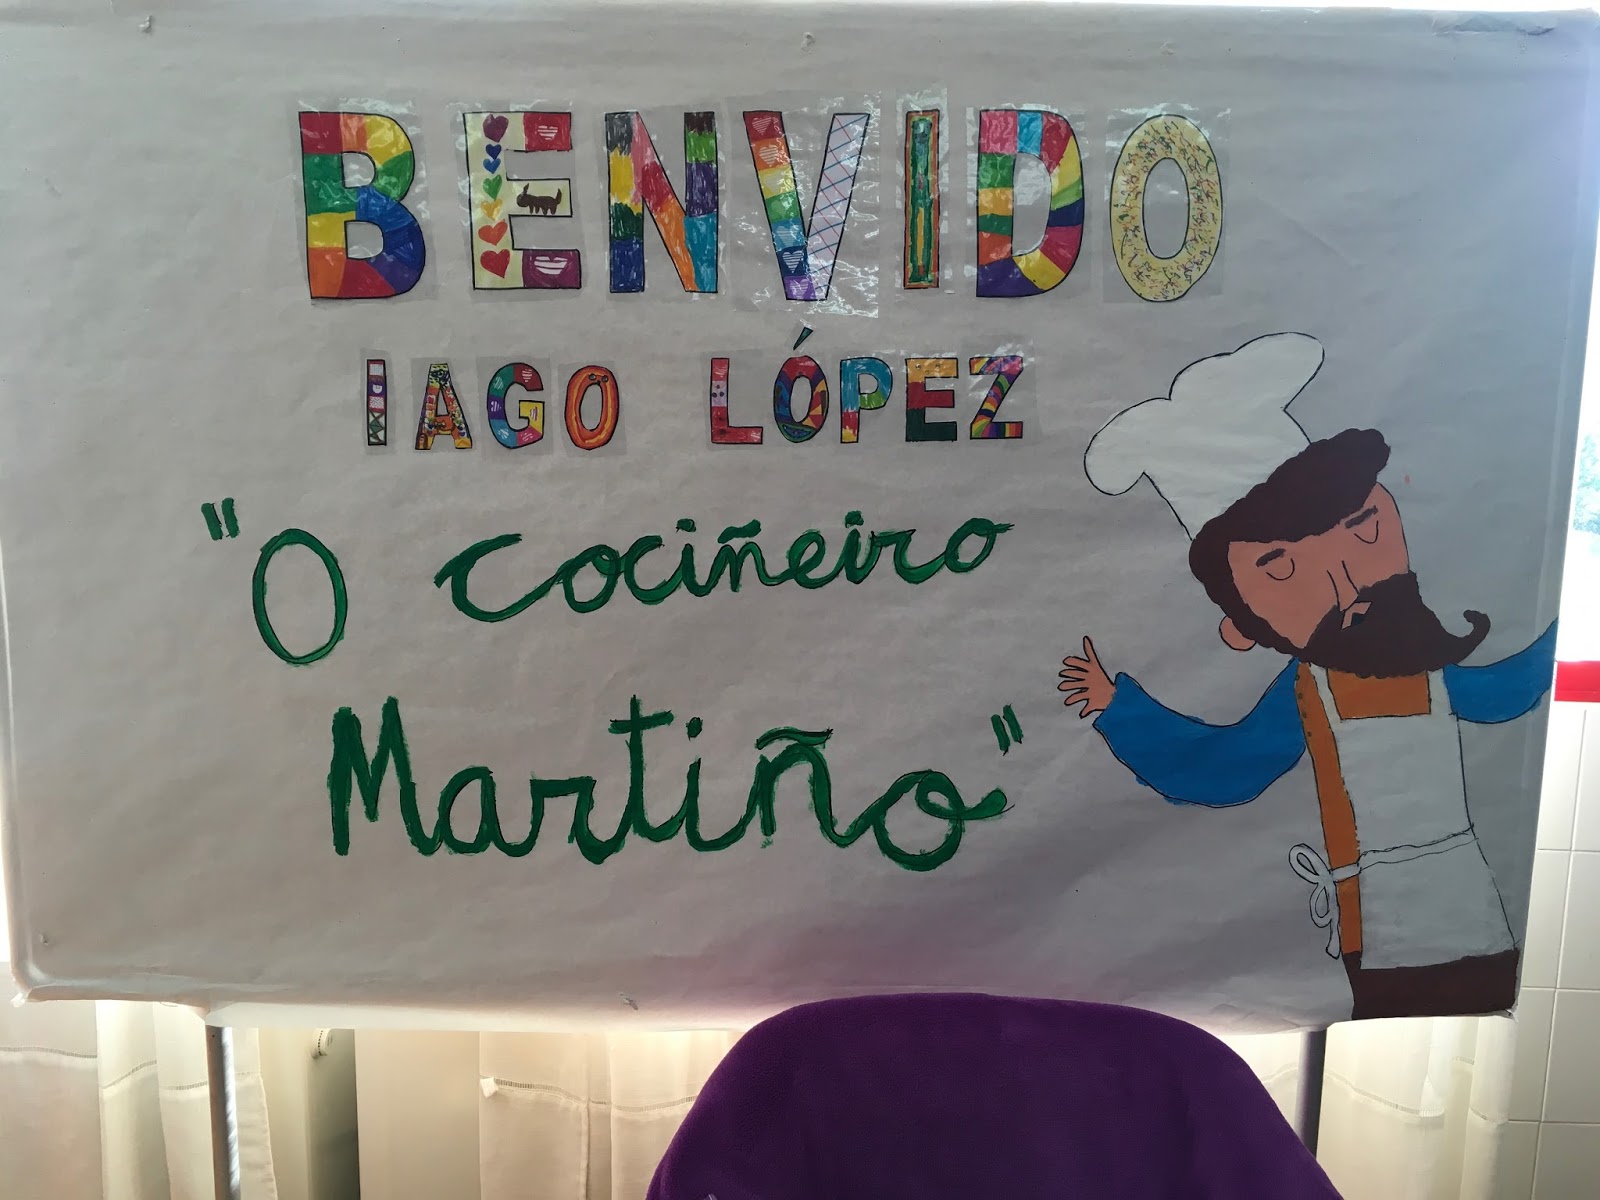 BENVIDO
IAGO LÓPEZ
"O cociñeiro
Martiño"